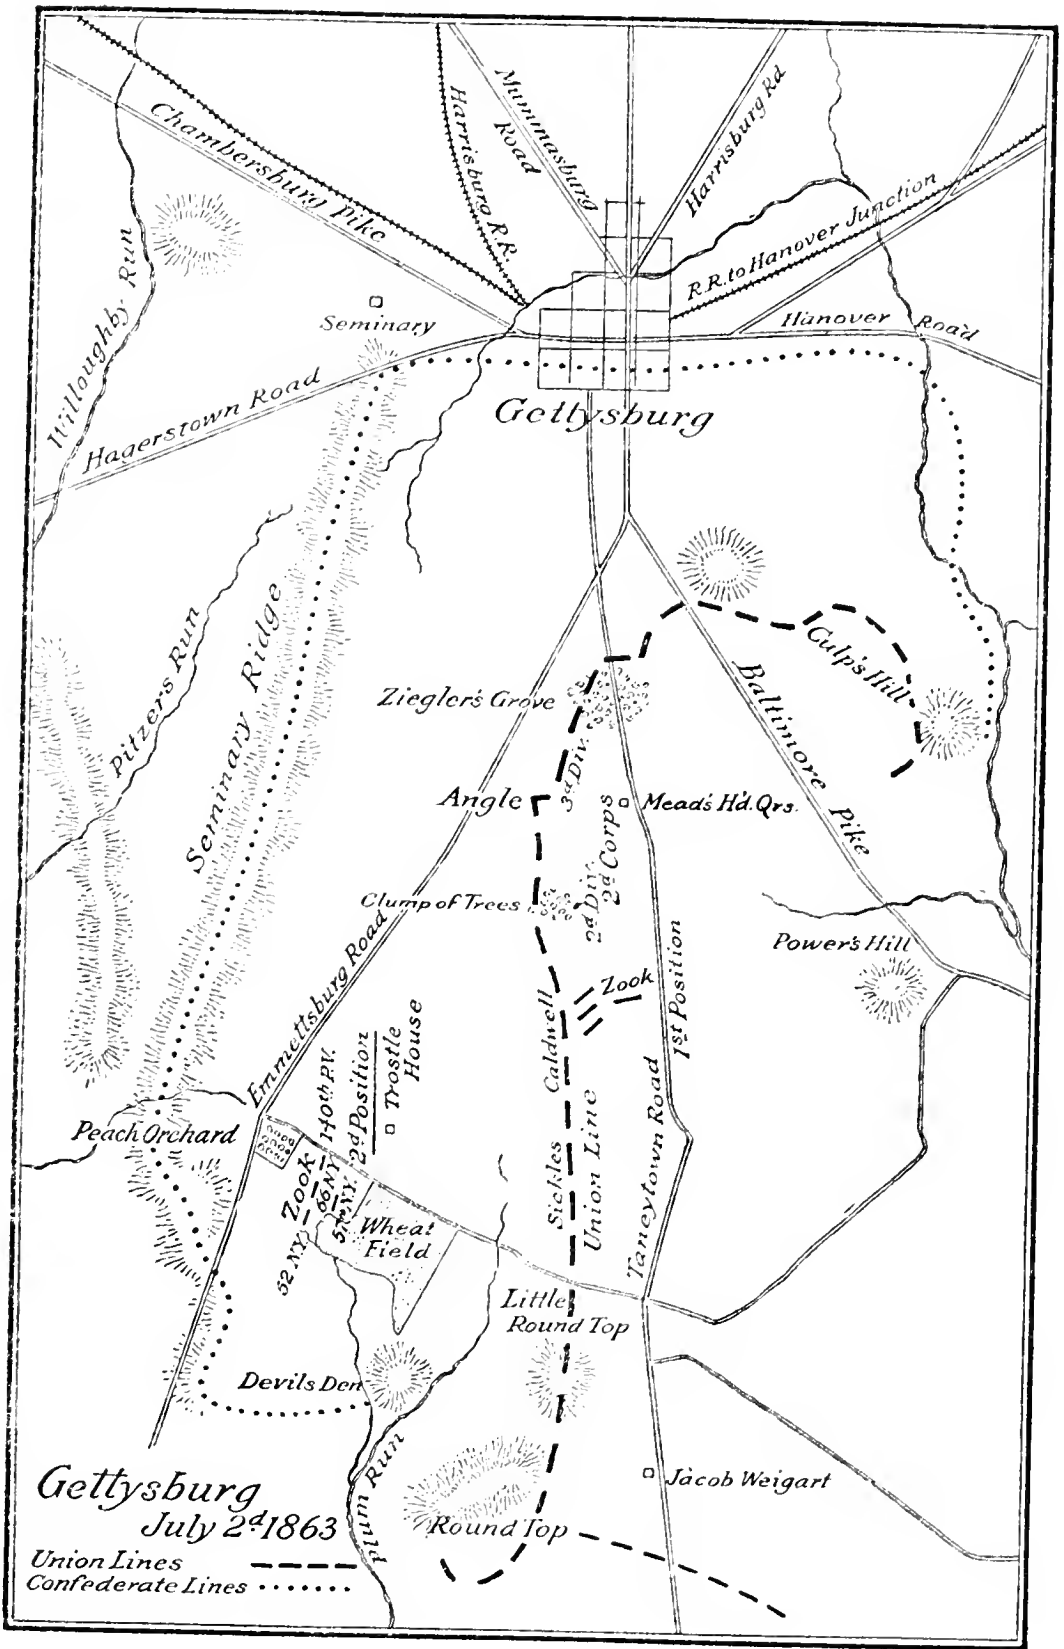 Chambersburg Pike
Harrisburg R.R.
Mummasburg
Road
Harrisburg Rd
R.R. to Hanover Junction
Willoughby Run
Seminary
Hanover Road
Hagerstown Road
Gettysburg
Seminary Ridge
Pitzer's Run
Ziegler's Grove
Culp's Hill
Baltimore Pike
3d Div.
Angle
Mead's Hd. Qrs.
2d Div.
2d Corps
Clump of Trees
Power's Hill
Zook
1st Position
Caldwell
Emmettsburg Road
Trostle
House
2d Position
140th P.V.
Peach Orchard
Zook
66 N.Y.
57th N.Y.
52 N.Y.
Wheat
Field
Sickles
Union Line
Taneytown Road
Little
Round Top
Devils Den
Plum Run
Jacob Weigart
Round Top
Gettysburg
July 2d 1863
Union Lines
Confederate Lines